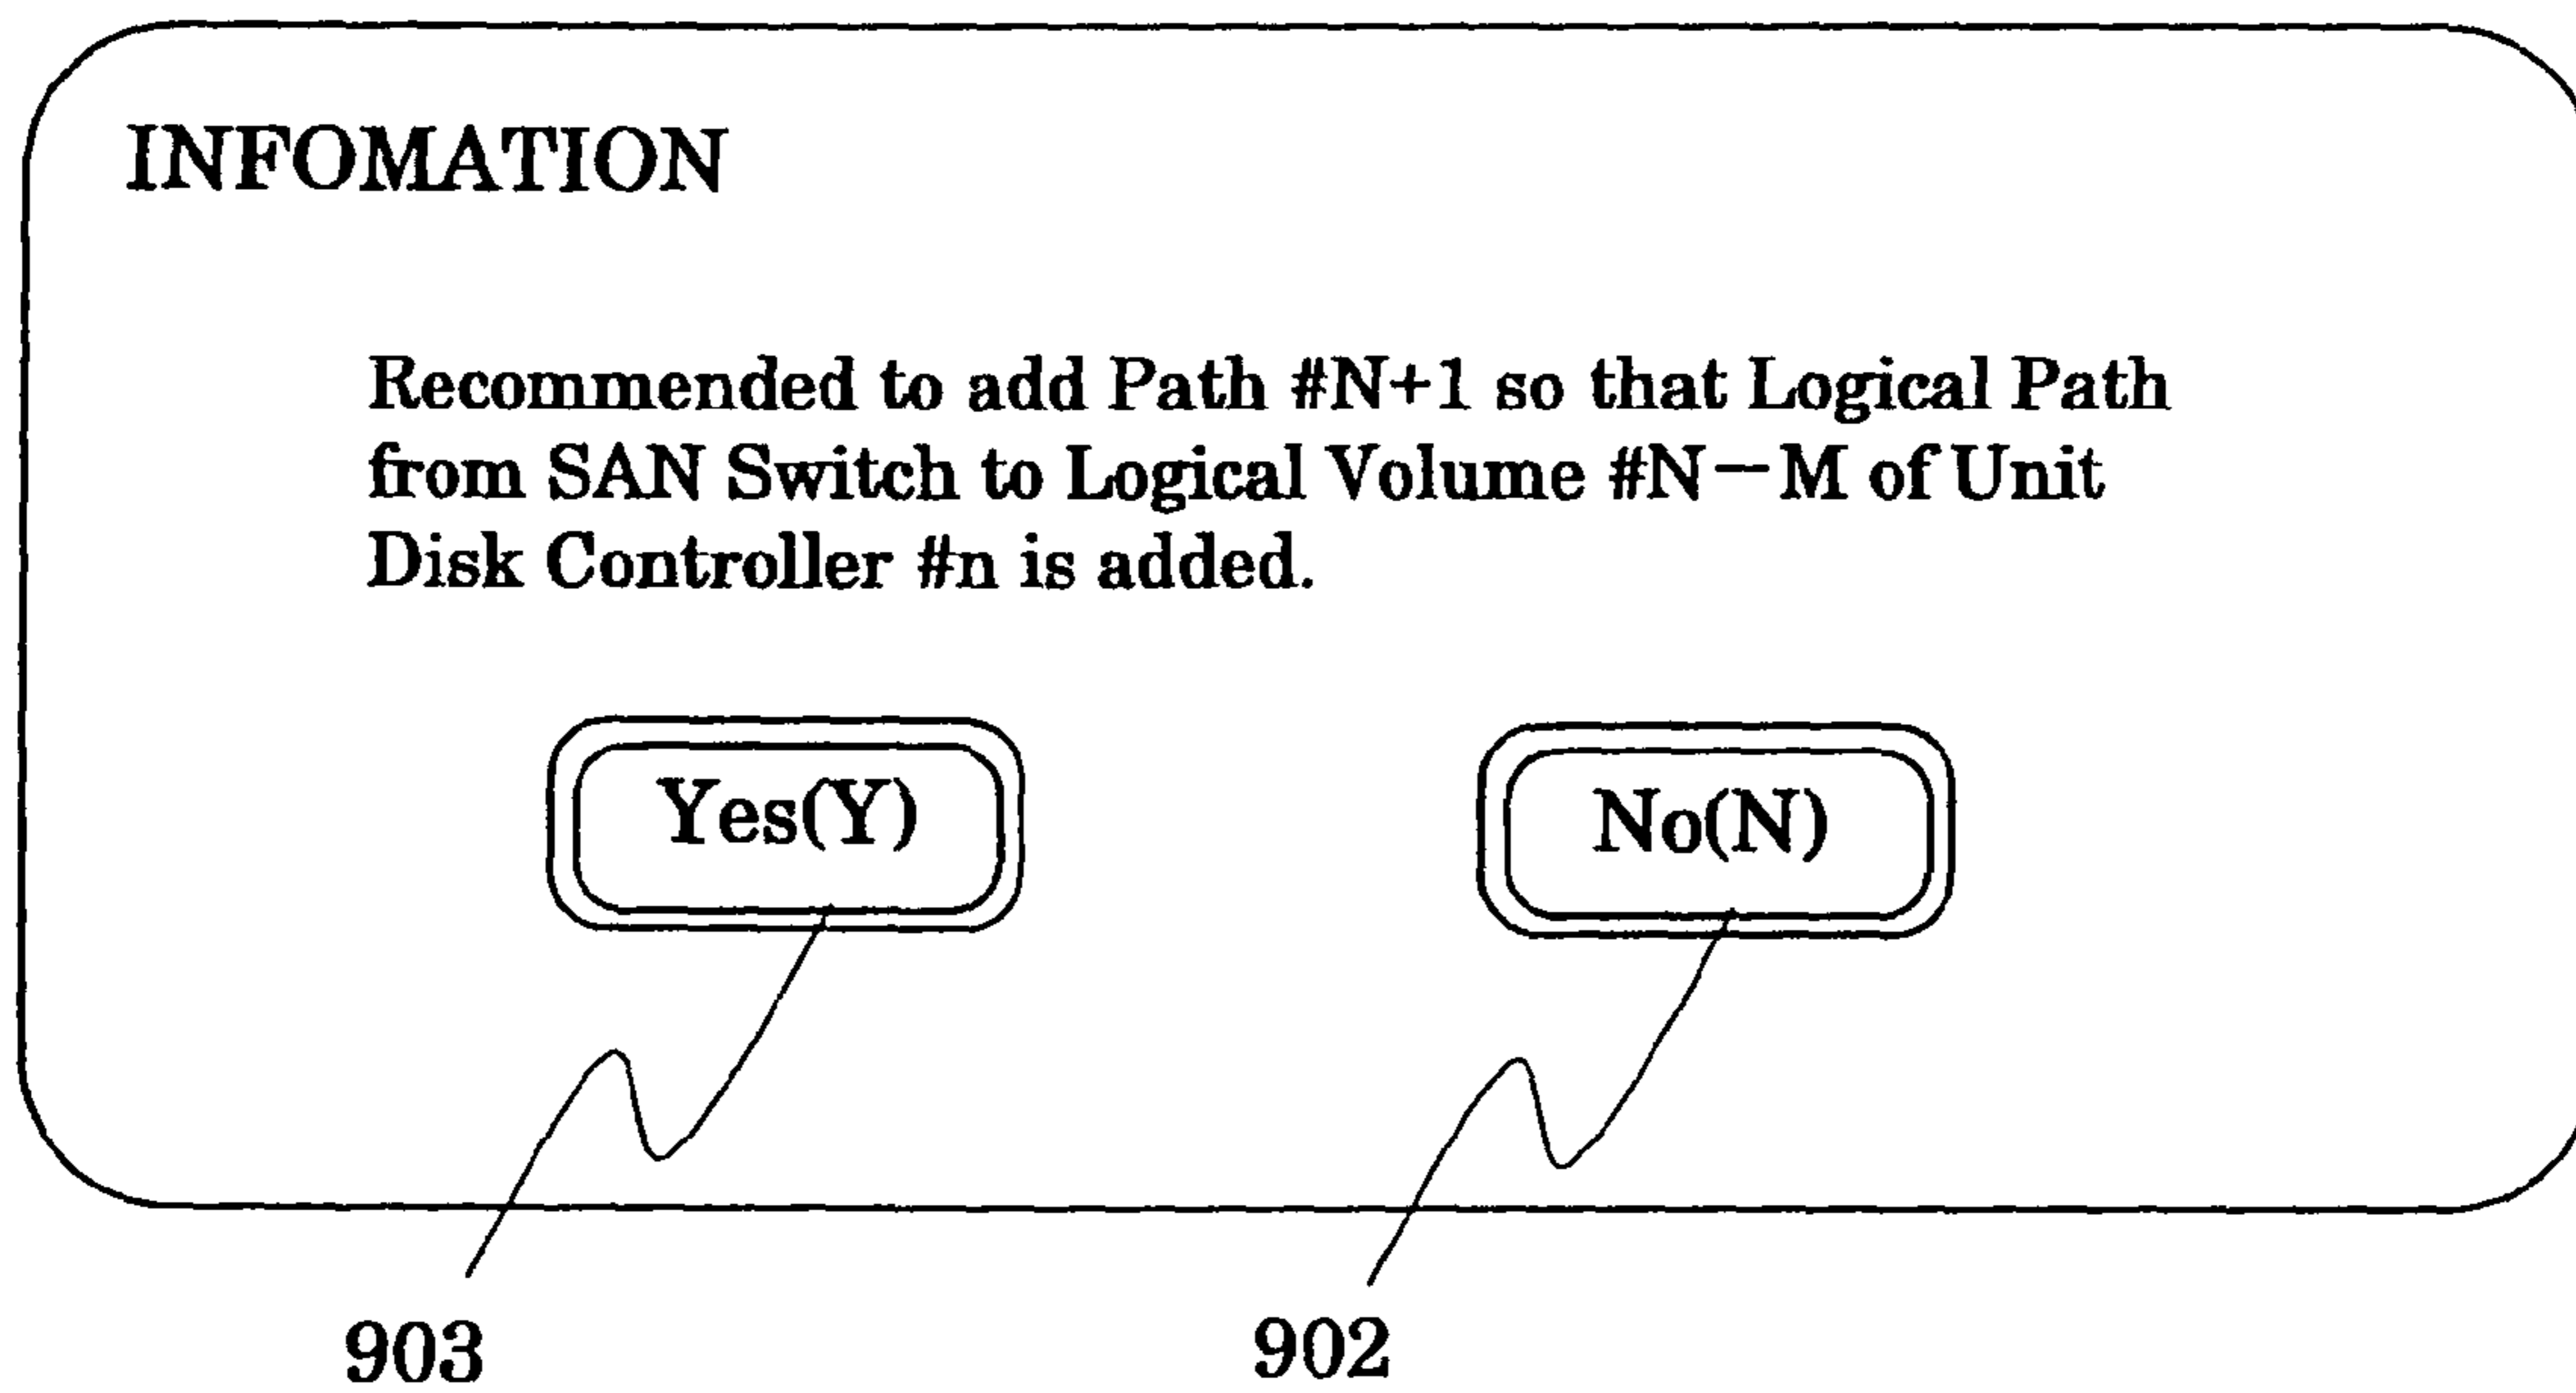 INFOMATION
Recommended to add Path #N+1 so that Logical Path
from SAN Switch to Logical Volume #N−M of Unit
Disk Controller #n is added.
Yes(Y) No(N)
903 902